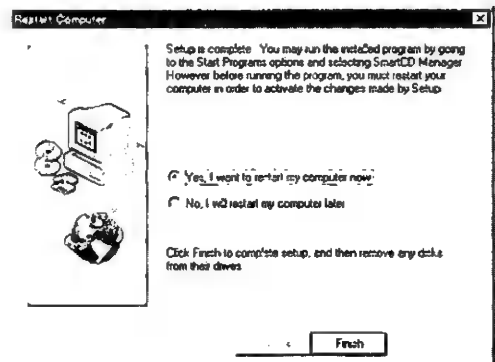 Restart Computer
Setup is complete. You may run the installed program by going
to the Start Programs options and selecting SmartCD Manager
However before running the program, you must restart your
computer in order to activate the changes made by Setup
Yes, I want to restart my computer now
No, I will restart my computer later
Click Finish to complete setup, and then remove any disks
from their drives
Finish